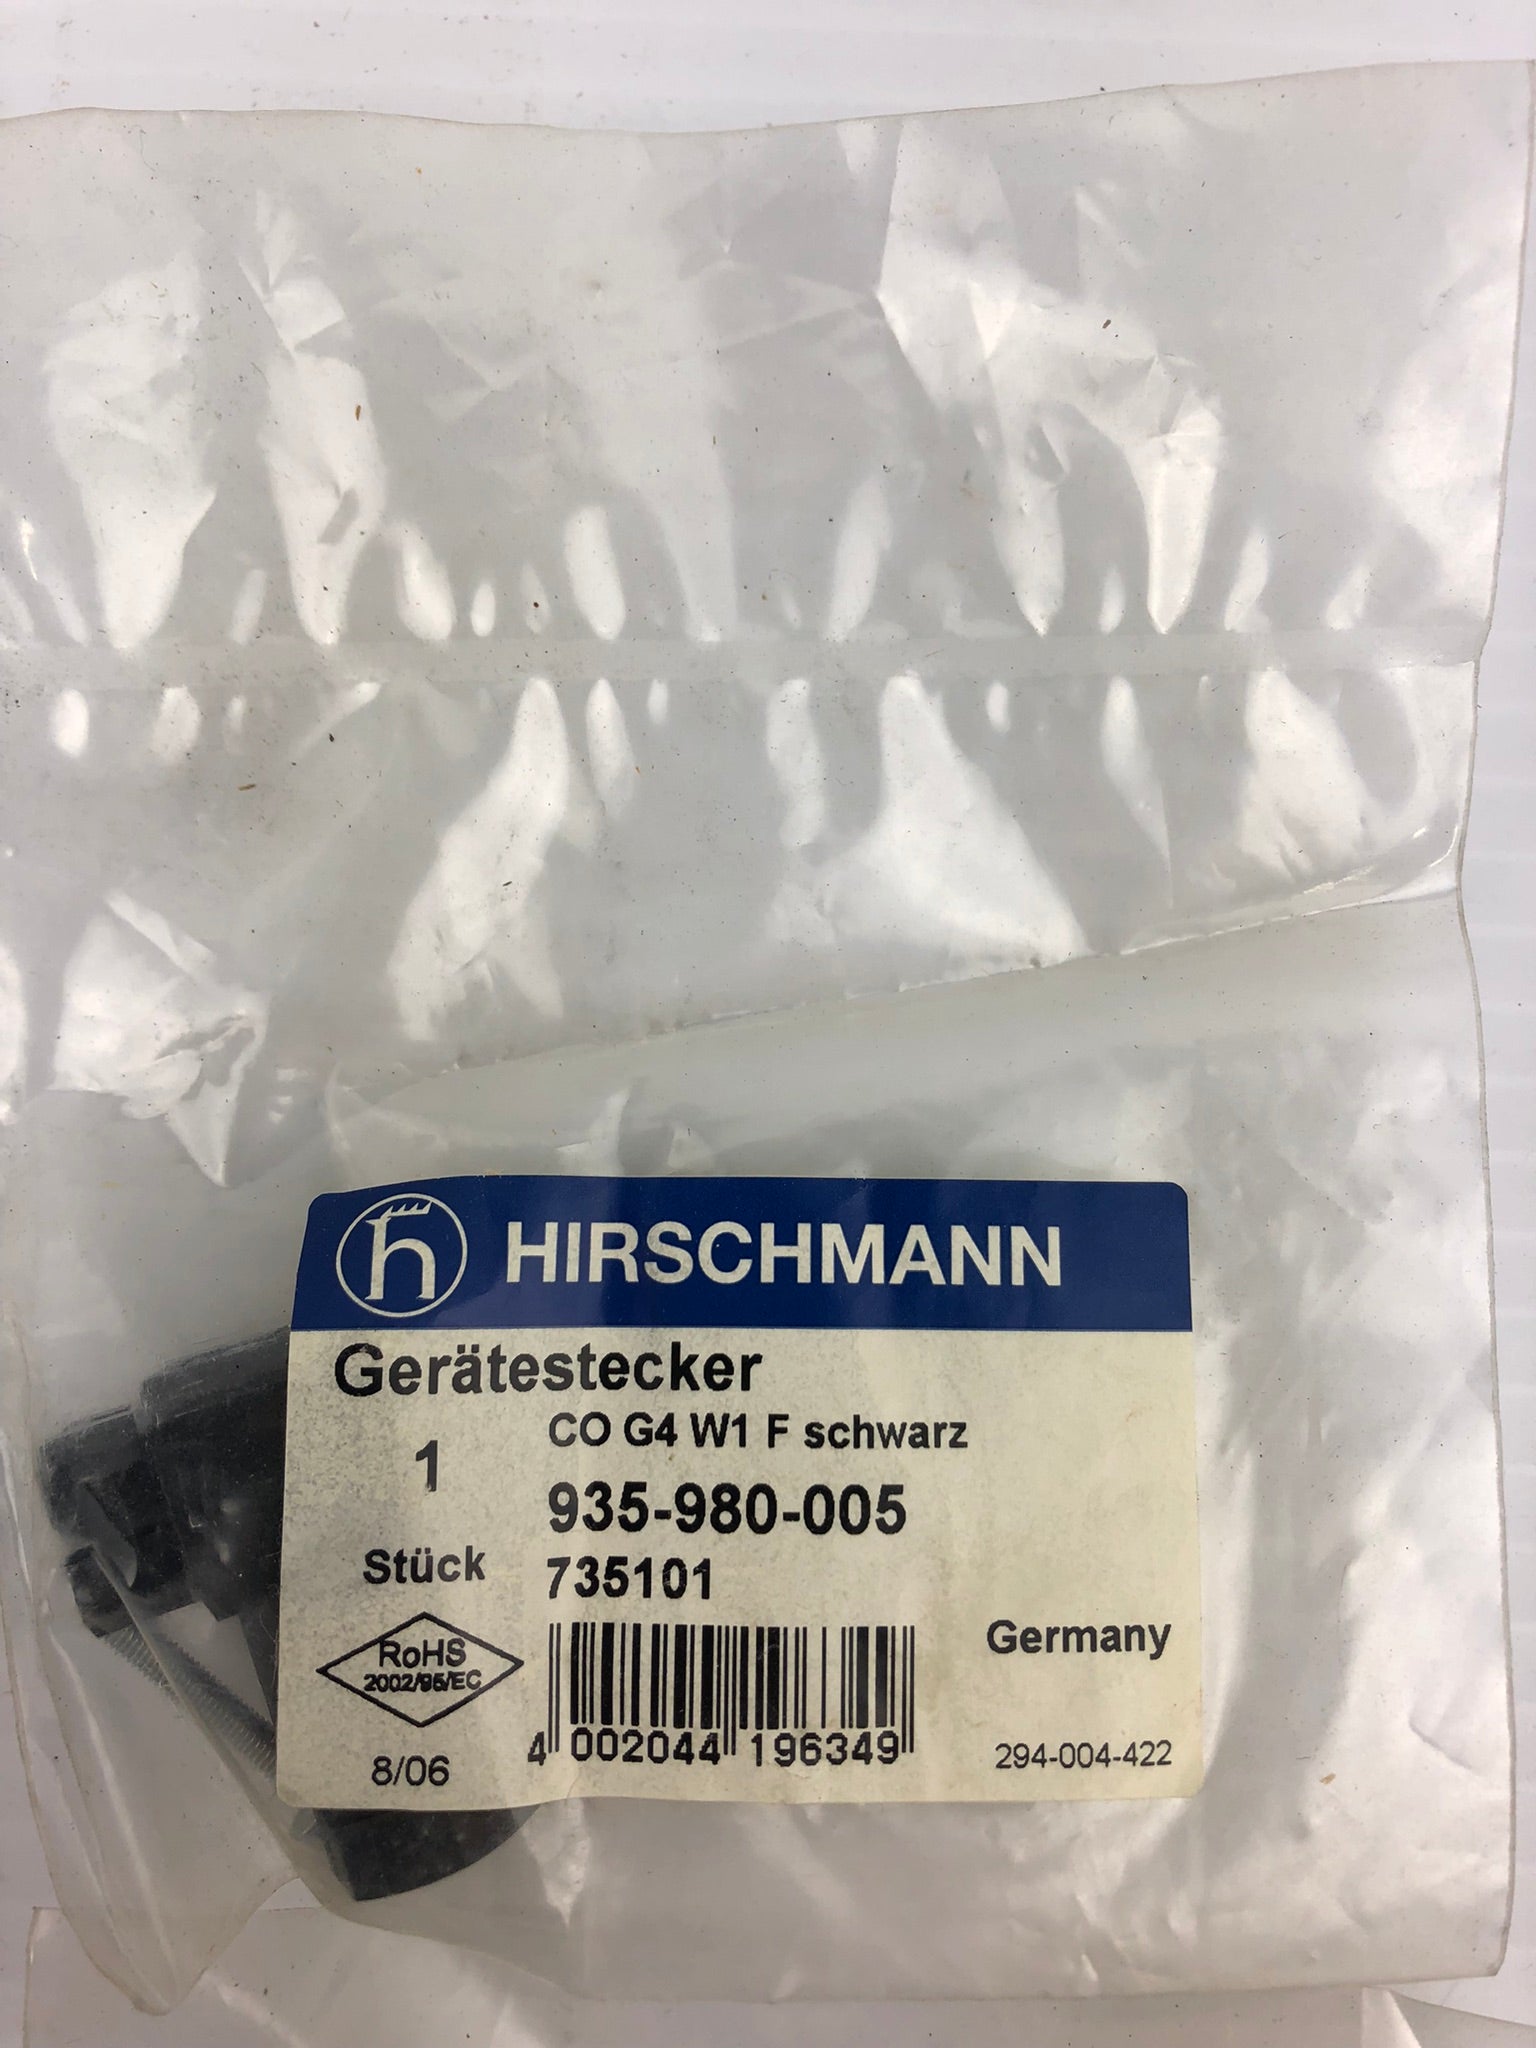 h HIRSCHMANN
Gerätestecker
CO G4 W1 F schwarz
1
935-980-005
Stück
735101
RoHS
2002/95/EC
Germany
4 002044 196349
8/06
294-004-422